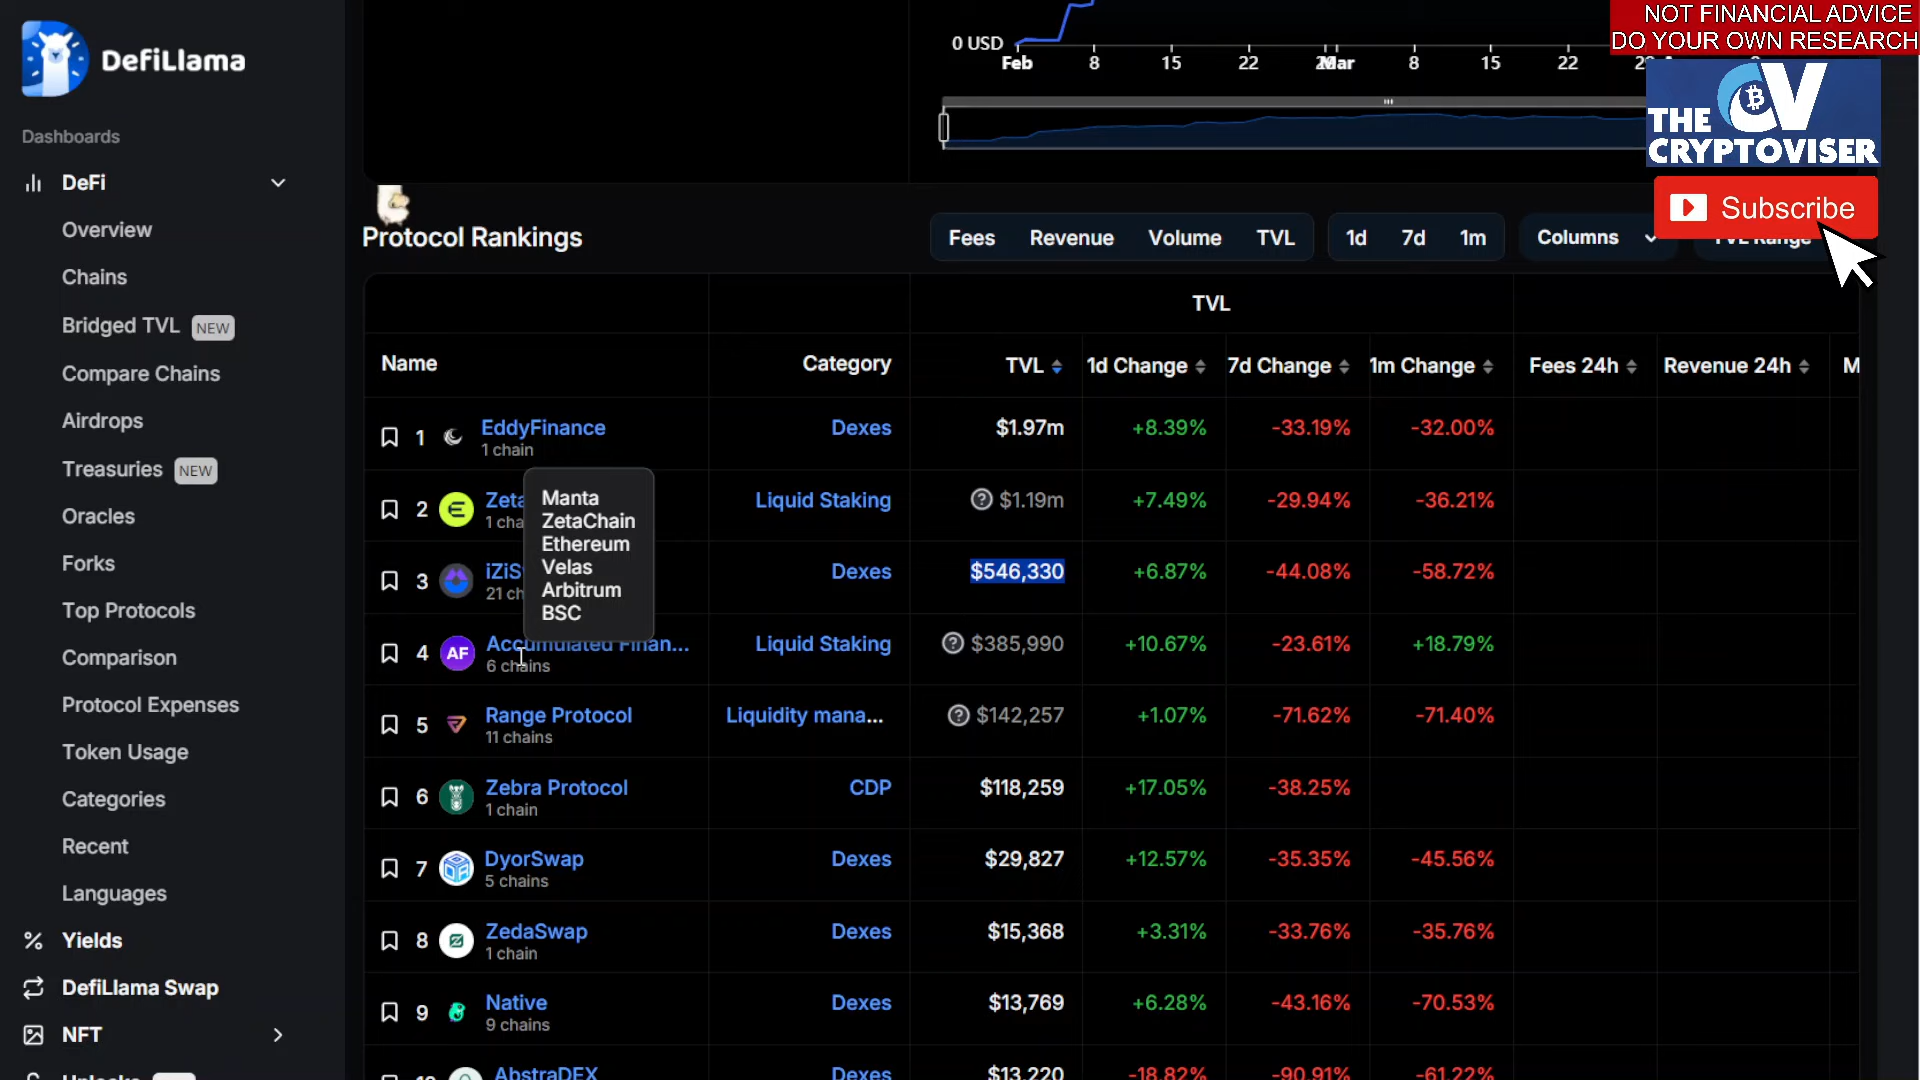 NOT FINANCIAL ADVICE
DO YOUR OWN RESEARCH
THE CV
CRYPTOVISER
Subscribe
DefiLlama
Dashboards
DeFi
Overview
Chains
Bridged TVL NEW
Compare Chains
Airdrops
Treasuries NEW
Oracles
Forks
Top Protocols
Comparison
Protocol Expenses
Token Usage
Categories
Recent
Languages
Yields
DefiLlama Swap
NFT
0 USD
Feb 8 15 22 Mar 8 15 22
Protocol Rankings
Fees Revenue Volume TVL
1d 7d 1m
Columns
TVL Range
TVL
Name Category TVL 1d Change 7d Change 1m Change Fees 24h Revenue 24h M
1 EddyFinance Dexes $1.97m +8.39% -33.19% -32.00%
1 chain
2 Zeta Liquid Staking $1.19m +7.49% -29.94% -36.21%
1 cha
3 iZiS Dexes $546,330 +6.87% -44.08% -58.72%
21 ch
Manta
ZetaChain
Ethereum
Velas
Arbitrum
BSC
4 AF Accumulated Finan... Liquid Staking $385,990 +10.67% -23.61% +18.79%
6 chains
5 Range Protocol Liquidity mana... $142,257 +1.07% -71.62% -71.40%
11 chains
6 Zebra Protocol CDP $118,259 +17.05% -38.25%
1 chain
7 DyorSwap Dexes $29,827 +12.57% -35.35% -45.56%
5 chains
8 ZedaSwap Dexes $15,368 +3.31% -33.76% -35.76%
1 chain
9 Native Dexes $13,769 +6.28% -43.16% -70.53%
9 chains
10 AbstraDEX Dexes $13,220 -18.82% -90.91% -61.22%